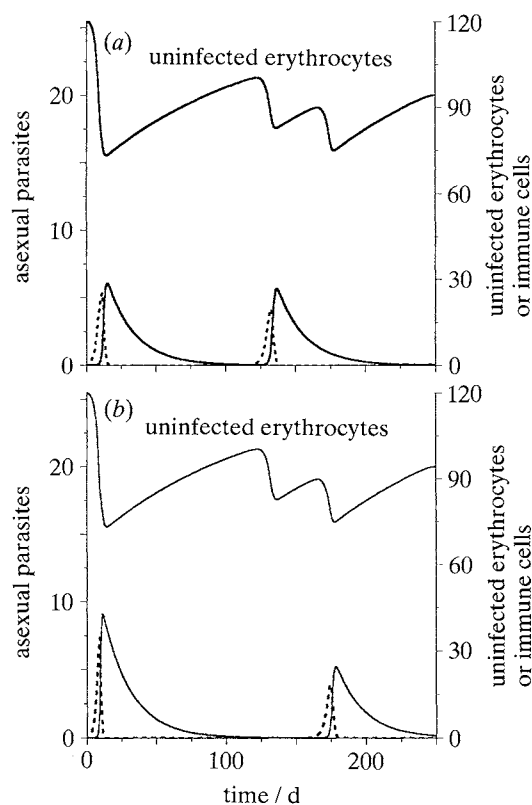 (a)
uninfected erythrocytes
asexual parasites
20
10
0
120
90
60
30
0
uninfected erythrocytes
or immune cells
(b)
uninfected erythrocytes
asexual parasites
20
10
0
120
90
60
30
0
uninfected erythrocytes
or immune cells
0
100
200
time / d